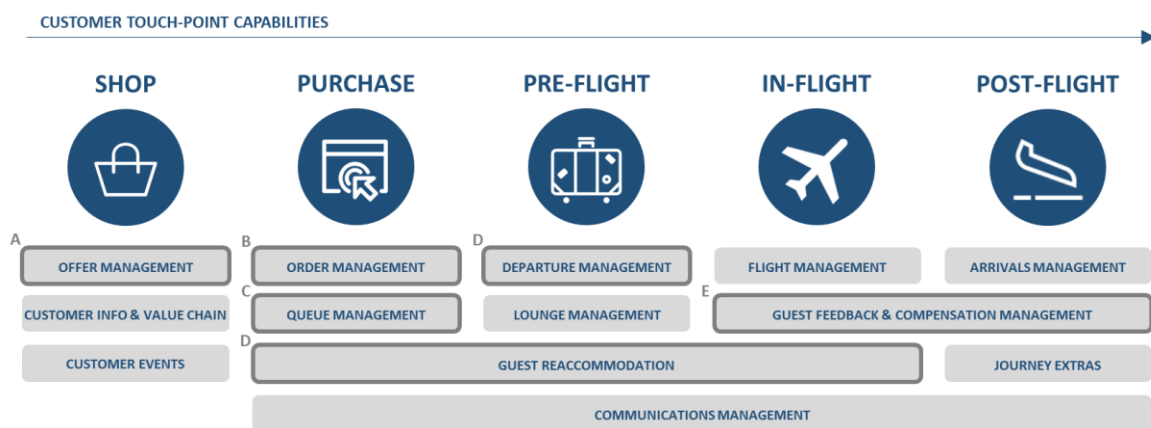 CUSTOMER TOUCH-POINT CAPABILITIES
SHOP
PURCHASE
PRE-FLIGHT
IN-FLIGHT
POST-FLIGHT
A
OFFER MANAGEMENT
B
ORDER MANAGEMENT
D
DEPARTURE MANAGEMENT
FLIGHT MANAGEMENT
ARRIVALS MANAGEMENT
CUSTOMER INFO & VALUE CHAIN
C
QUEUE MANAGEMENT
LOUNGE MANAGEMENT
E
GUEST FEEDBACK & COMPENSATION MANAGEMENT
CUSTOMER EVENTS
D
GUEST REACCOMMODATION
JOURNEY EXTRAS
COMMUNICATIONS MANAGEMENT